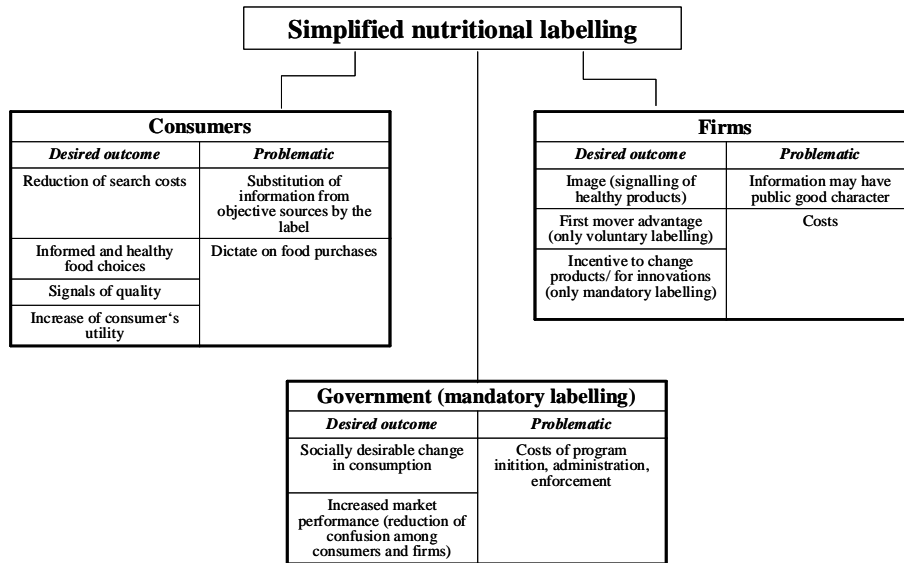 Simplified nutritional labelling
Consumers
Desired outcome
Problematic
Reduction of search costs
Substitution of
information from
objective sources by the
label
Informed and healthy
food choices
Dictate on food purchases
Signals of quality
Increase of consumer‘s
utility
Firms
Desired outcome
Problematic
Image (signalling of
healthy products)
Information may have
public good character
First mover advantage
(only voluntary labelling)
Costs
Incentive to change
products/ for innovations
(only mandatory labelling)
Government (mandatory labelling)
Desired outcome
Problematic
Socially desirable change
in consumption
Costs of program
initition, administration,
enforcement
Increased market
performance (reduction of
confusion among
consumers and firms)